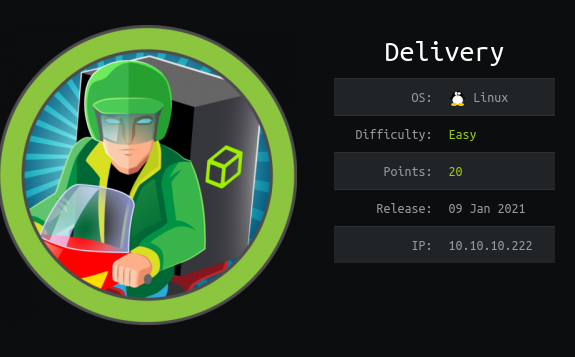 Delivery
OS: Linux
Difficulty: Easy
Points: 20
Release: 09 Jan 2021
IP: 10.10.10.222